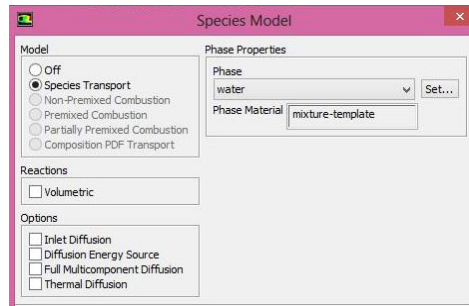 Species Model
×
Model
Off
Species Transport
Non-Premixed Combustion
Premixed Combustion
Partially Premixed Combustion
Composition PDF Transport
Reactions
Volumetric
Options
Inlet Diffusion
Diffusion Energy Source
Full Multicomponent Diffusion
Thermal Diffusion
Phase Properties
Phase
water
Set...
Phase Material mixture-template